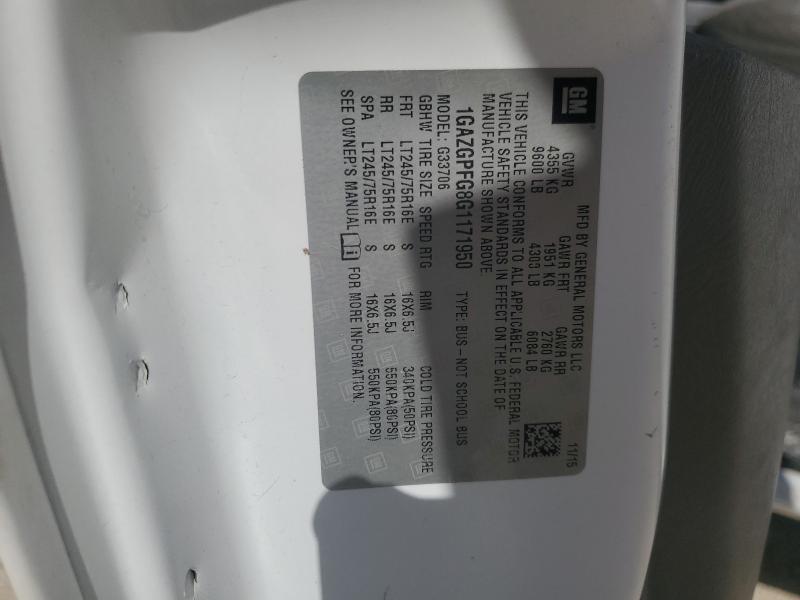 GM
MFD BY GENERAL MOTORS LLC 11/15
GVWR GAWR FRT GAWR RR
4355 KG 1951 KG 2760 KG
9600 LB 4300 LB 6084 LB
THIS VEHICLE CONFORMS TO ALL APPLICABLE U.S. FEDERAL MOTOR
VEHICLE SAFETY STANDARDS IN EFFECT ON THE DATE OF
MANUFACTURE SHOWN ABOVE.
1GAZGPFG8G1171950 TYPE: BUS-NOT SCHOOL BUS
MODEL: G33706
GBHW TIRE SIZE SPEED RTG RIM COLD TIRE PRESSURE
FRT LT245/75R16E S 16X6.5J 340KPA(50PSI)
RR LT245/75R16E S 16X6.5J 550KPA(80PSI)
SPA LT245/75R16E S 16X6.5J 550KPA(80PSI)
SEE OWNER'S MANUAL i FOR MORE INFORMATION.